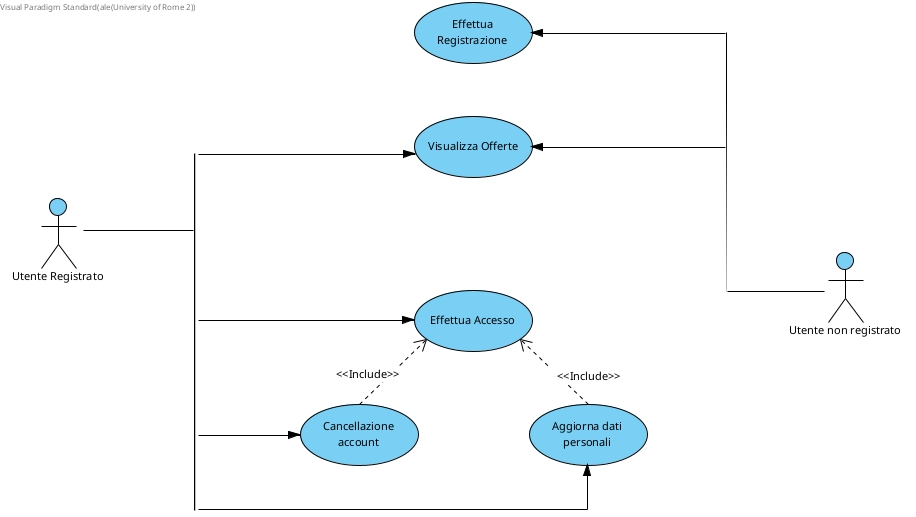 Visual Paradigm Standard(ale(University of Rome 2))
Effettua
Registrazione
Visualizza Offerte
Utente Registrato
Effettua Accesso
Utente non registrato
<<Include>>
<<Include>>
Cancellazione
account
Aggiorna dati
personali